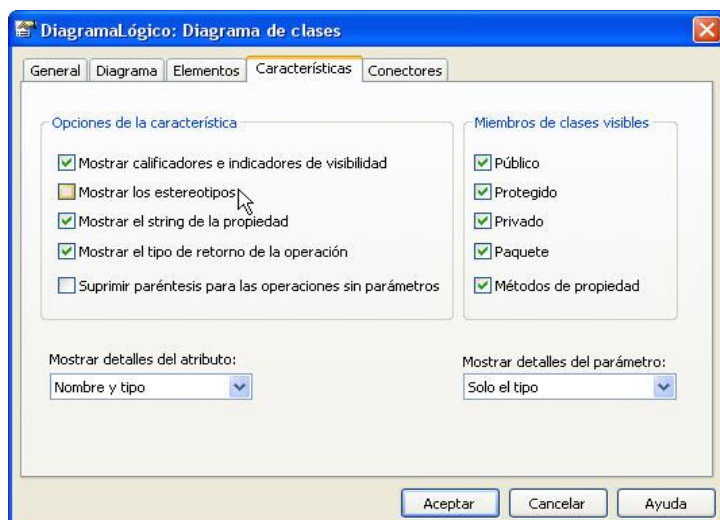 DiagramaLógico: Diagrama de clases
General Diagrama Elementos Características Conectores
Opciones de la característica
Mostrar calificadores e indicadores de visibilidad
Mostrar los estereotipos
Mostrar el string de la propiedad
Mostrar el tipo de retorno de la operación
Suprimir paréntesis para las operaciones sin parámetros
Miembros de clases visibles
Público
Protegido
Privado
Paquete
Métodos de propiedad
Mostrar detalles del atributo:
Nombre y tipo
Mostrar detalles del parámetro:
Solo el tipo
Aceptar Cancelar Ayuda